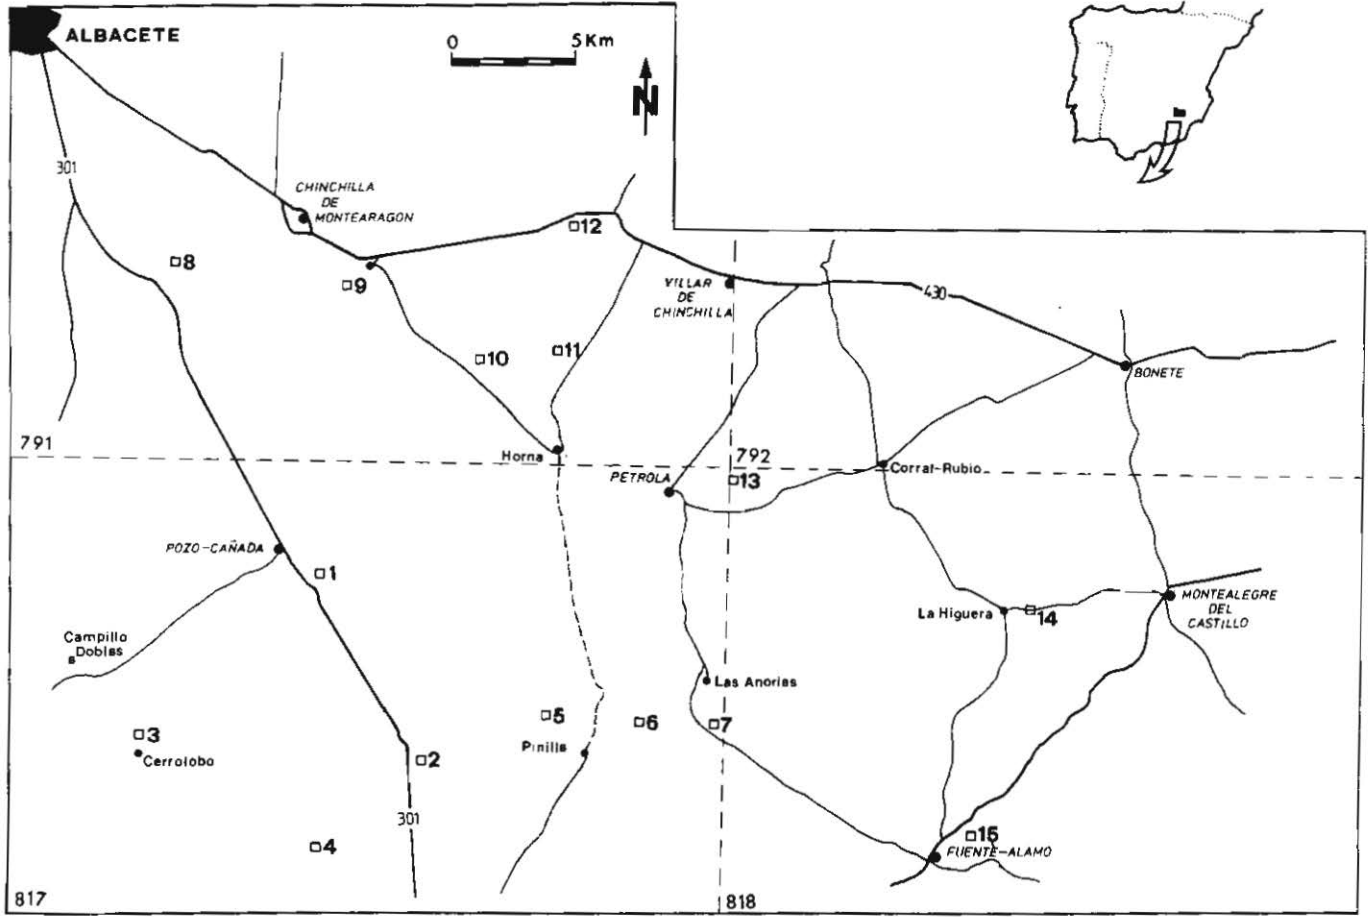 ALBACETE
0 5 Km
N
301
CHINCHILLA
DE
MONTEARAGON
12
8
9
VILLAR
DE
CHINCHILLA
430
10
11
BONETE
791
Horna
792
PETROLA
13
Corral-Rubio
POZO-CAÑADA
1
MONTEALEGRE
DEL
CASTILLO
La Higuera
14
Campillo
Doblas
Las Anorias
5
6
7
3
Pinilla
Cerrolobo
2
301
15
4
FUENTE-ALAMO
817
818